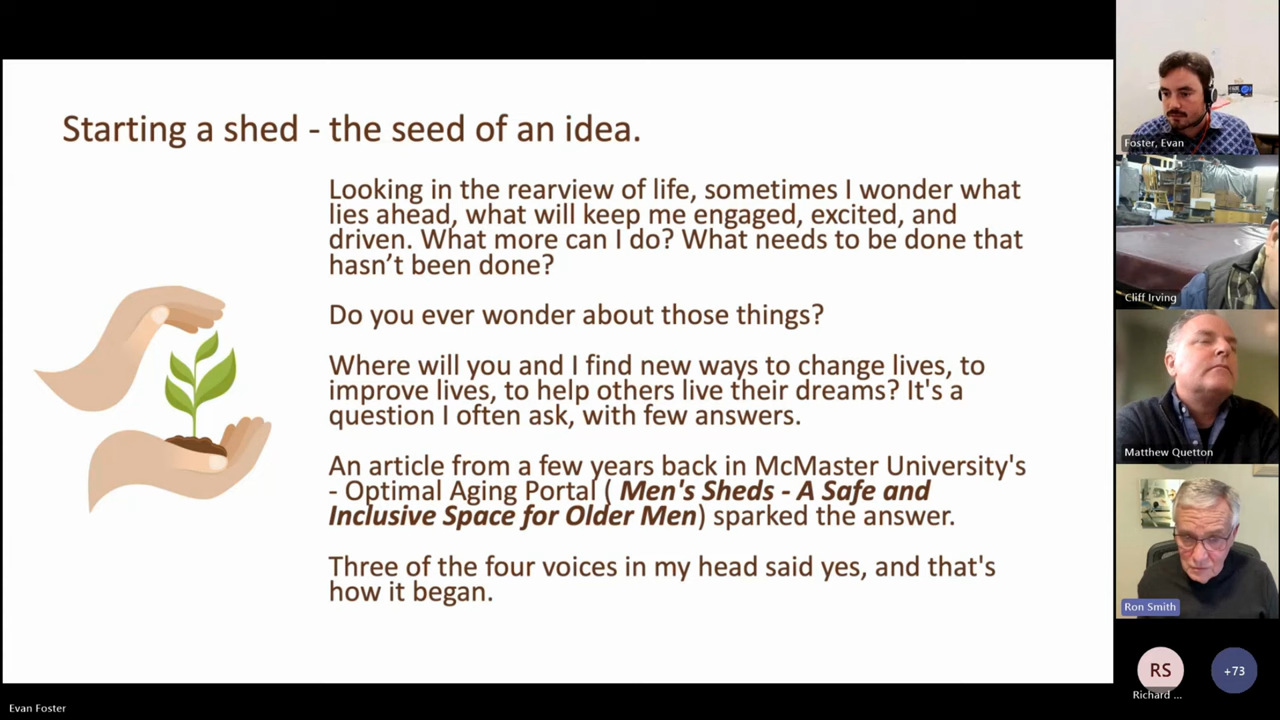 Starting a shed - the seed of an idea.
Looking in the rearview of life, sometimes I wonder what
lies ahead, what will keep me engaged, excited, and
driven. What more can I do? What needs to be done that
hasn’t been done?
Do you ever wonder about those things?
Where will you and I find new ways to change lives, to
improve lives, to help others live their dreams? It's a
question I often ask, with few answers.
An article from a few years back in McMaster University's
- Optimal Aging Portal ( Men's Sheds - A Safe and
Inclusive Space for Older Men) sparked the answer.
Three of the four voices in my head said yes, and that's
how it began.
Foster, Evan
Cliff Irving
Matthew Quetton
Ron Smith
RS
+73
Richard ...
Evan Foster